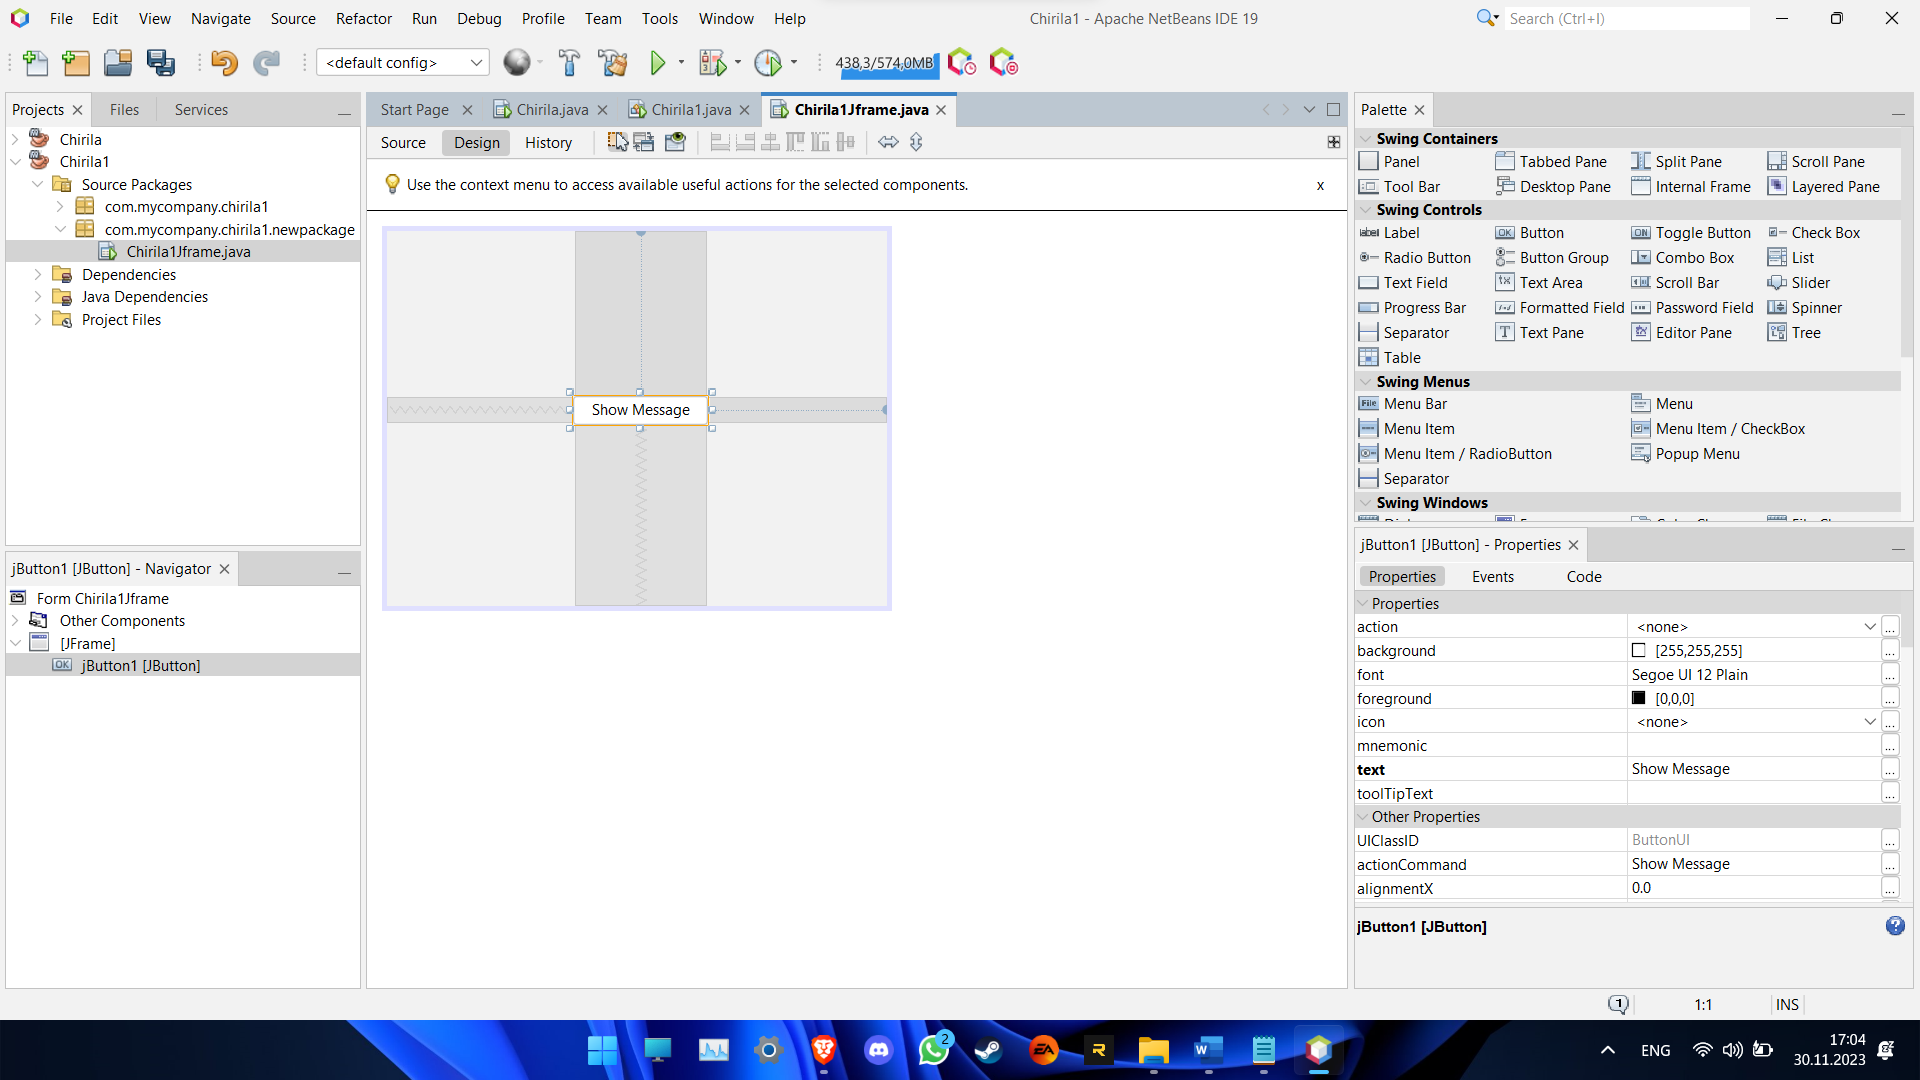 File Edit View Navigate Source Refactor Run Debug Profile Team Tools Window Help
Chirila1 - Apache NetBeans IDE 19
Search (Ctrl+I)
<default config>
438,3/574,0MB
Projects Files Services
Chirila
Chirila1
Source Packages
com.mycompany.chirila1
com.mycompany.chirila1.newpackage
Chirila1Jframe.java
Dependencies
Java Dependencies
Project Files
jButton1 [JButton] - Navigator
Form Chirila1Jframe
Other Components
[JFrame]
OK jButton1 [JButton]
Start Page Chirila.java Chirila1.java Chirila1Jframe.java
Source Design History
Use the context menu to access available useful actions for the selected components.
x
Show Message
Palette
Swing Containers
Panel Tabbed Pane Split Pane Scroll Pane
Tool Bar Desktop Pane Internal Frame Layered Pane
Swing Controls
label Label OK Button ON Toggle Button Check Box
Radio Button Button Group Combo Box List
Text Field Text Area Scroll Bar Slider
Progress Bar Formatted Field Password Field Spinner
Separator Text Pane Editor Pane Tree
Table
Swing Menus
File Menu Bar Menu
Menu Item Menu Item / CheckBox
Menu Item / RadioButton Popup Menu
Separator
Swing Windows
jButton1 [JButton] - Properties
Properties Events Code
Properties
action <none> ...
background [255,255,255] ...
font Segoe UI 12 Plain ...
foreground [0,0,0] ...
icon <none> ...
mnemonic ...
text Show Message ...
toolTipText ...
Other Properties
UIClassID ButtonUI ...
actionCommand Show Message ...
alignmentX 0.0 ...
jButton1 [JButton]
1 1:1 INS
2
EA
R
W
ENG
17:04
30.11.2023